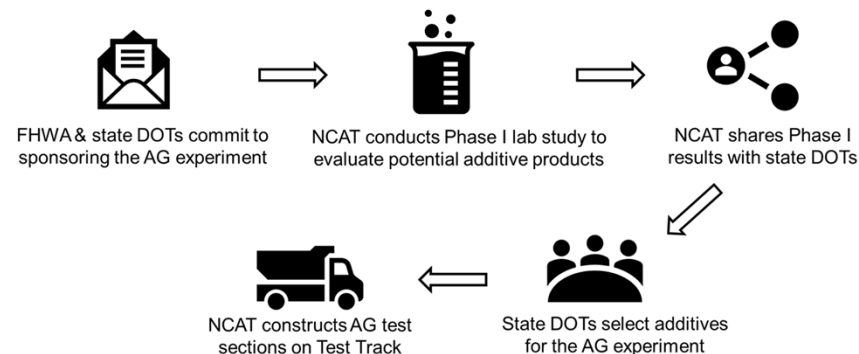 FHWA & state DOTs commit to
sponsoring the AG experiment
NCAT conducts Phase I lab study to
evaluate potential additive products
NCAT shares Phase I
results with state DOTs
State DOTs select additives
for the AG experiment
NCAT constructs AG test
sections on Test Track